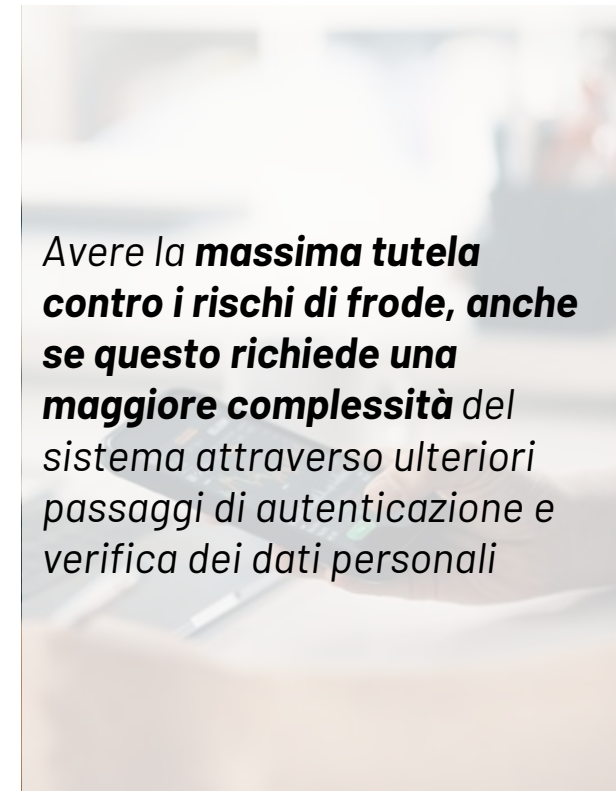 Avere la massima tutela
contro i rischi di frode, anche
se questo richiede una
maggiore complessità del
sistema attraverso ulteriori
passaggi di autenticazione e
verifica dei dati personali